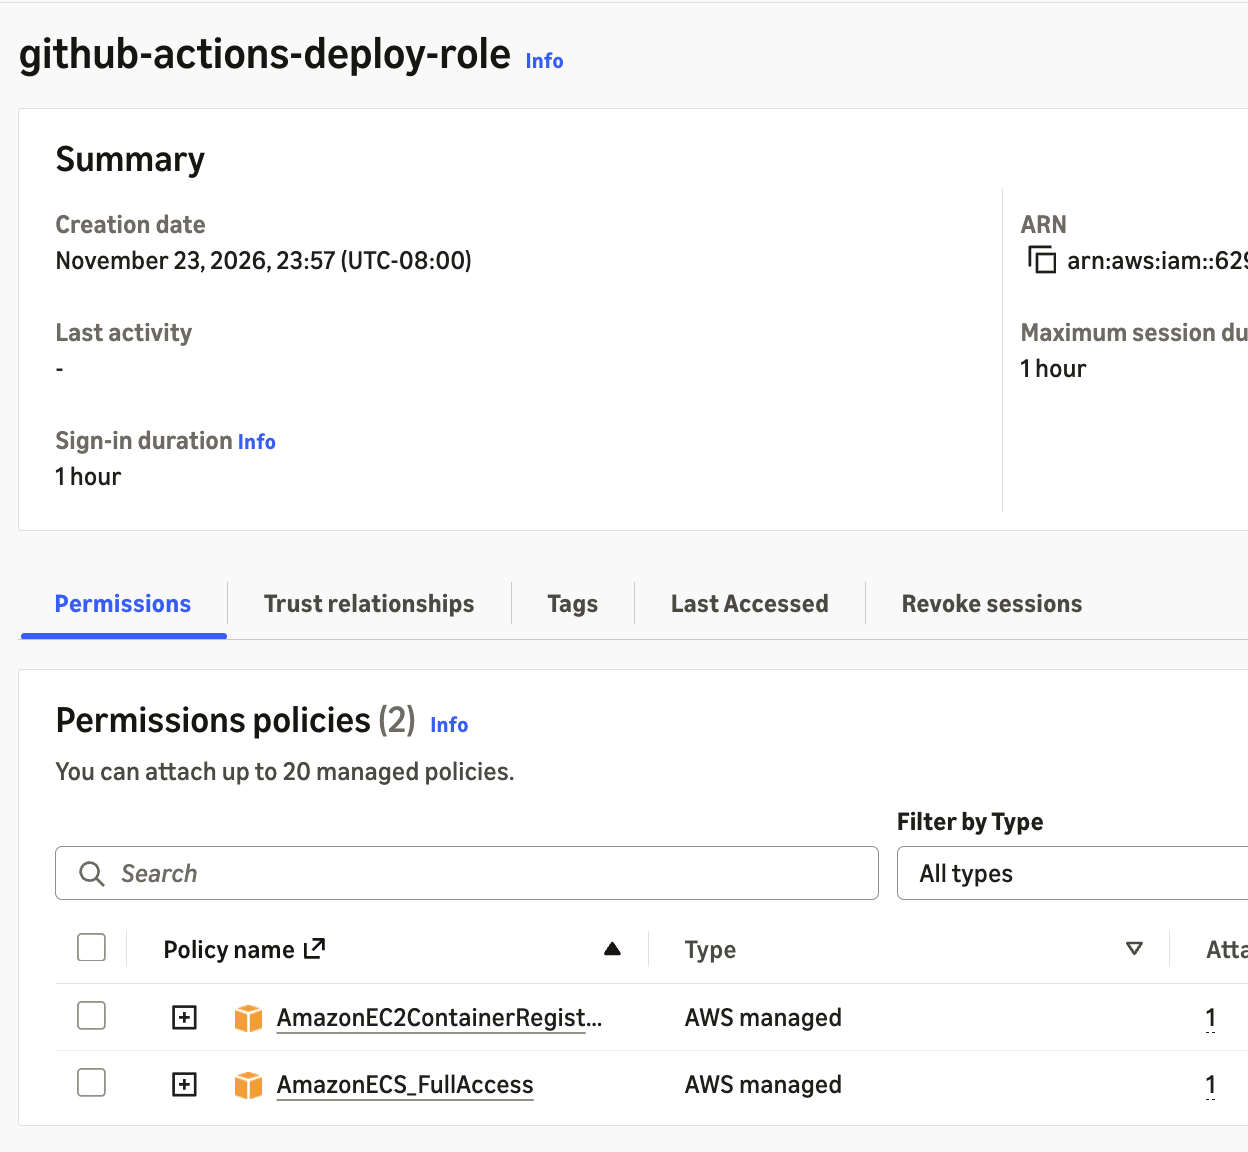 github-actions-deploy-role Info
Summary
Creation date
November 23, 2026, 23:57 (UTC-08:00)
ARN
arn:aws:iam::629
Last activity
-
Maximum session du
1 hour
Sign-in duration Info
1 hour
Permissions
Trust relationships
Tags
Last Accessed
Revoke sessions
Permissions policies (2) Info
You can attach up to 20 managed policies.
Filter by Type
Search
All types
Policy name
Type
Atta
AmazonEC2ContainerRegist... AWS managed 1
AmazonECS_FullAccess AWS managed 1